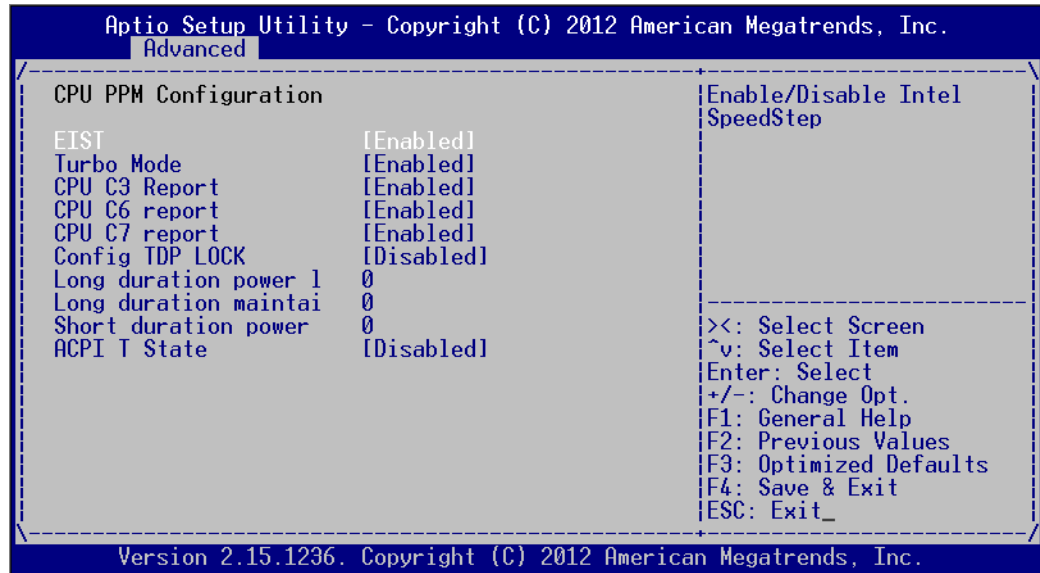 Aptio Setup Utility – Copyright (C) 2012 American Megatrends, Inc.
Advanced
CPU PPM Configuration
EIST [Enabled]
Turbo Mode [Enabled]
CPU C3 Report [Enabled]
CPU C6 report [Enabled]
CPU C7 report [Enabled]
Config TDP LOCK [Disabled]
Long duration power l 0
Long duration maintai 0
Short duration power 0
ACPI T State [Disabled]
Enable/Disable Intel
SpeedStep
><: Select Screen
^v: Select Item
Enter: Select
+/-: Change Opt.
F1: General Help
F2: Previous Values
F3: Optimized Defaults
F4: Save & Exit
ESC: Exit_
Version 2.15.1236. Copyright (C) 2012 American Megatrends, Inc.